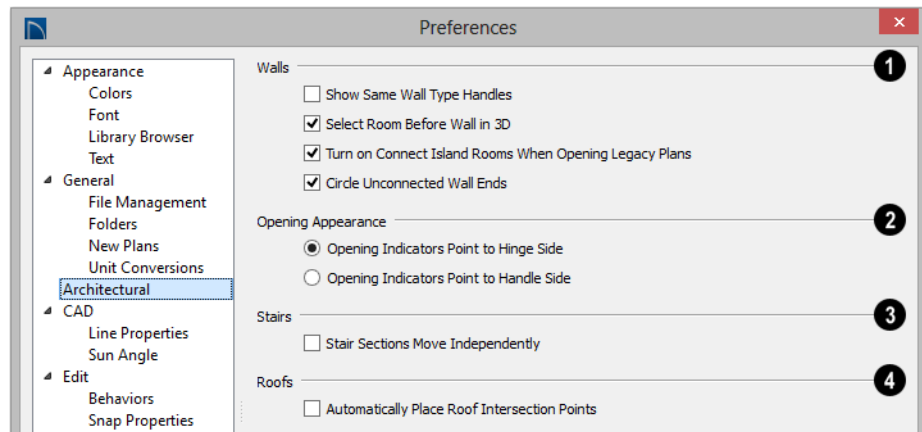 Preferences
Appearance
Colors
Font
Library Browser
Text
General
File Management
Folders
New Plans
Unit Conversions
Architectural
CAD
Line Properties
Sun Angle
Edit
Behaviors
Snap Properties
Walls
1
Show Same Wall Type Handles
Select Room Before Wall in 3D
Turn on Connect Island Rooms When Opening Legacy Plans
Circle Unconnected Wall Ends
Opening Appearance
2
Opening Indicators Point to Hinge Side
Opening Indicators Point to Handle Side
Stairs
3
Stair Sections Move Independently
Roofs
4
Automatically Place Roof Intersection Points